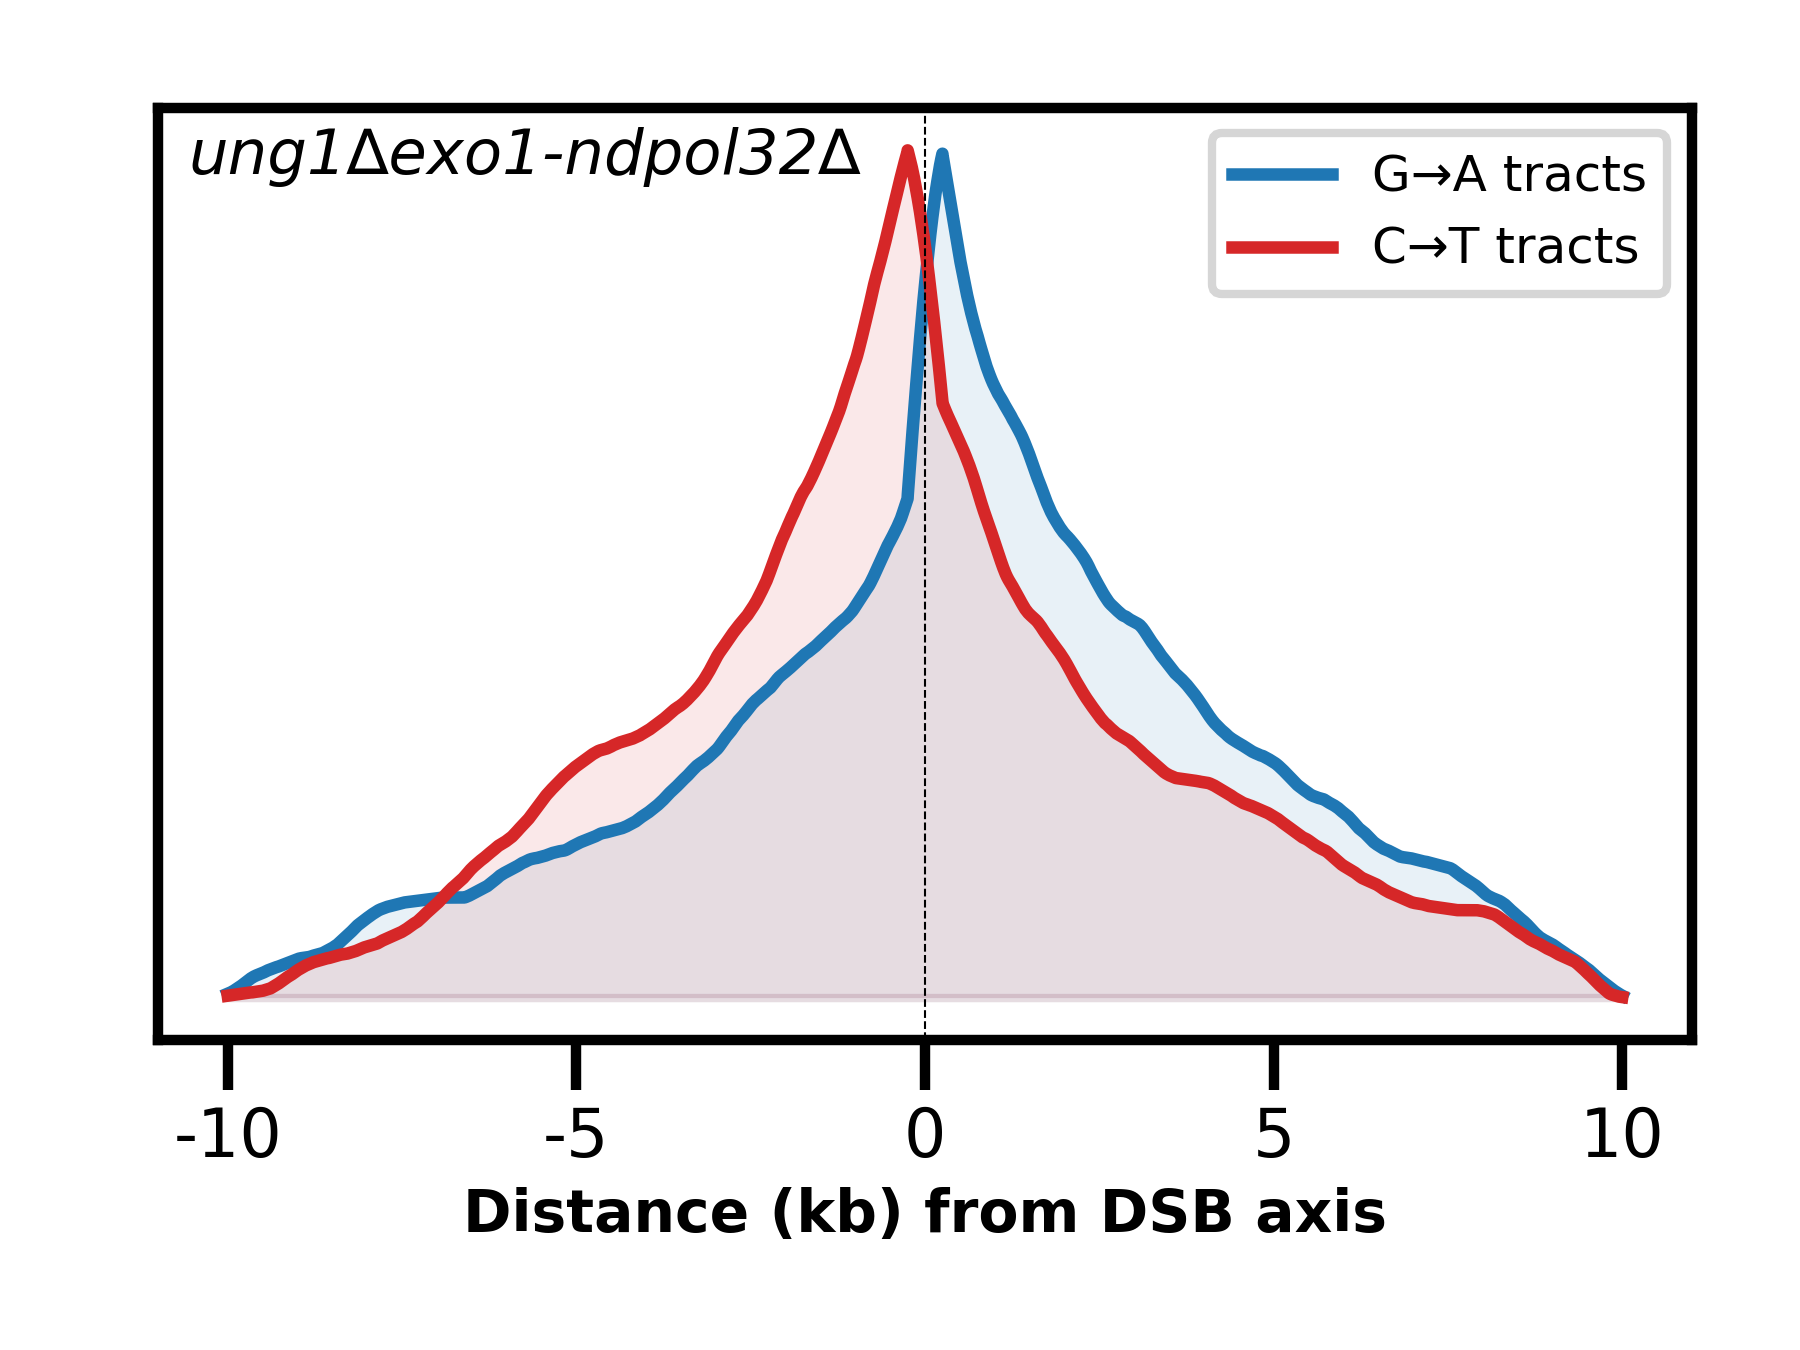 ung1Δexo1-ndpol32Δ
G→A tracts
C→T tracts
-10 -5 0 5 10
Distance (kb) from DSB axis